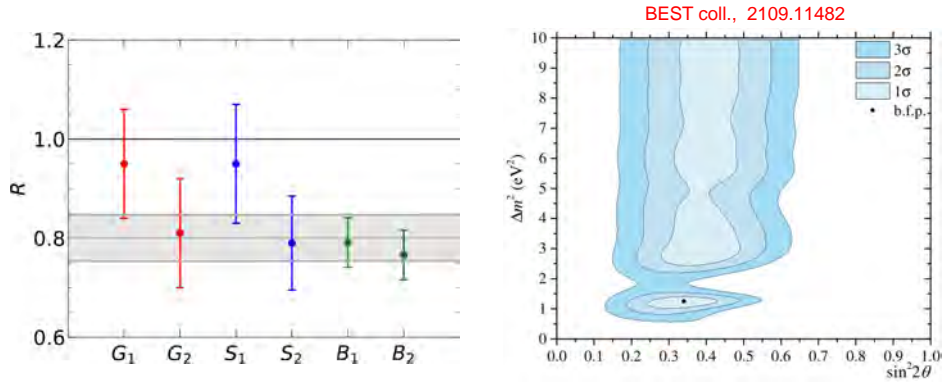 BEST coll., 2109.11482
1.2
1.0
0.8
0.6
R
G₁ G₂ S₁ S₂ B₁ B₂
10
9
8
7
6
5
4
3
2
1
0
Δm² (eV²)
3σ
2σ
1σ
b.f.p.
0.0 0.1 0.2 0.3 0.4 0.5 0.6 0.7 0.8 0.9 1.0
sin²2θ